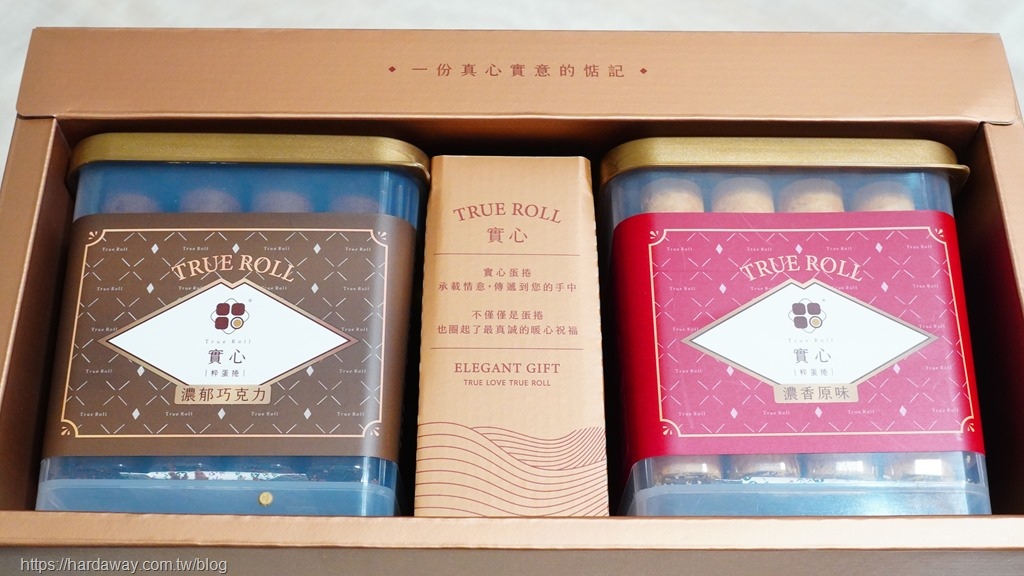 ◆ 一份真心實意的惦記 ◆
TRUE ROLL
True Roll
實心
｜粹蛋捲｜
濃郁巧克力
TRUE ROLL
實心
實心蛋捲
承載情意，傳遞到您的手中
不僅僅是蛋捲
也圈起了最真誠的暖心祝福
ELEGANT GIFT
TRUE LOVE TRUE ROLL
TRUE ROLL
True Roll
實心
｜粹蛋捲｜
濃香原味
https://hardaway.com.tw/blog